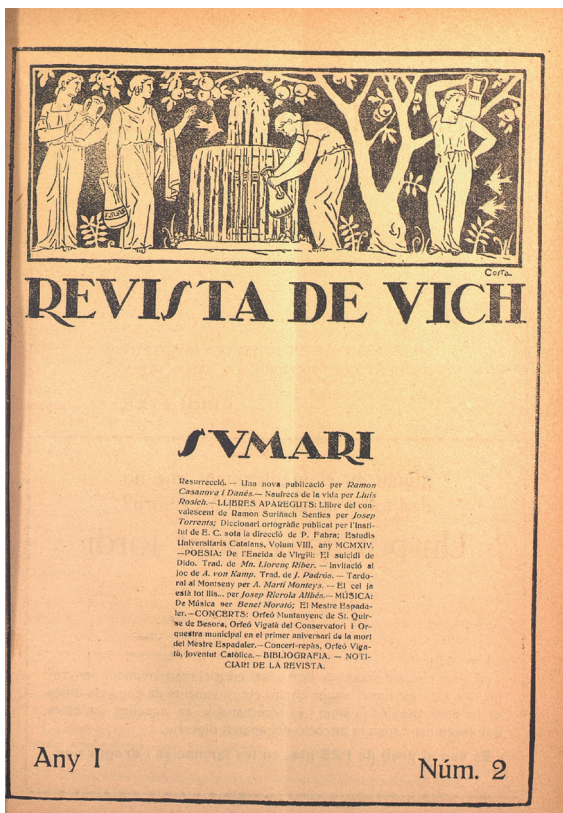 Costa.
REVISTA DE VICH
SVMARI
Resurrecció. — Una nova publicació per Ramon
Casanova i Danés.— Naufrecs de la vida per Lluís
Rosich.—LLIBRES APAREGUTS: Llibre del con-
valescent de Ramon Suriñach Senties per Josep
Torrents; Diccionari ortogràfic publicat per l'Insti-
tut de E. C. sota la direcció de P. Fabra; Estudis
Universitaris Catalans, Volum VIII, any MCMXIV.
—POESIA: De l'Eneida de Virgili: El suicidi de
Dido. Trad. de Mn. Llorenç Riber. — Invitació al
joc de A. von Kamp. Trad. de J. Padrós. — Tardo-
ral al Montseny per A. Martí Monteys. — El cel ja
està tot llis... per Josep Rierola Alibés.— MÚSICA:
De Música per Benet Morató; El Mestre Espada-
ler.—CONCERTS: Orfeó Muntanyenc de St. Quir-
se de Besora, Orfeó Vigatà del Conservatori i Or-
questra municipal en el primer aniversari de la mort
del Mestre Espadaler.—Concert-repàs, Orfeó Viga-
tà, Joventut Catòlica.— BIBLIOGRAFIA. — NOTI-
CIARI DE LA REVISTA.
Any I
Núm. 2